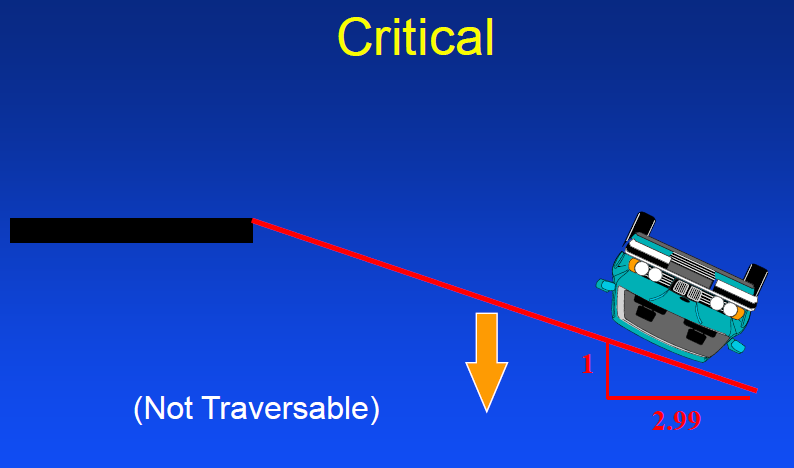 Critical
1
2.99
(Not Traversable)